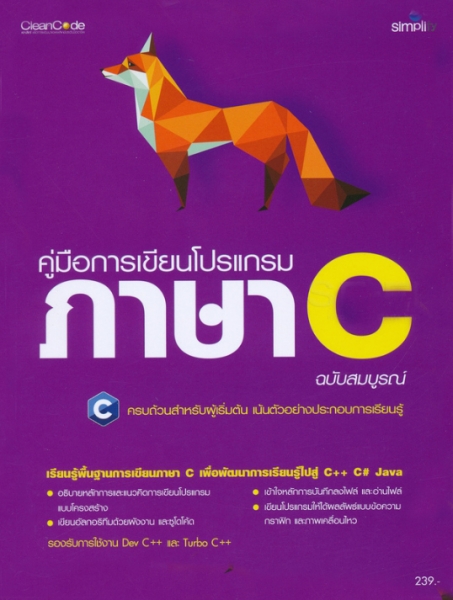 CleanCode
simplify
คู่มือการเขียนโปรแกรม
ภาษา C
ฉบับสมบูรณ์
C ครบถ้วนสำหรับผู้เริ่มต้น เน้นตัวอย่างประกอบการเรียนรู้
เรียนรู้พื้นฐานการเขียนภาษา C เพื่อพัฒนาการเรียนรู้ไปสู่ C++ C# Java
อธิบายหลักการและแนวคิดการเขียนโปรแกรม
แบบโครงสร้าง
เขียนอัลกอริทึมด้วยผังงาน และซูโดโค้ด
เข้าใจหลักการบันทึกลงไฟล์ และอ่านไฟล์
เขียนโปรแกรมให้ได้ผลลัพธ์แบบข้อความ
กราฟิก และภาพเคลื่อนไหว
รองรับการใช้งาน Dev C++ และ Turbo C++
239.-